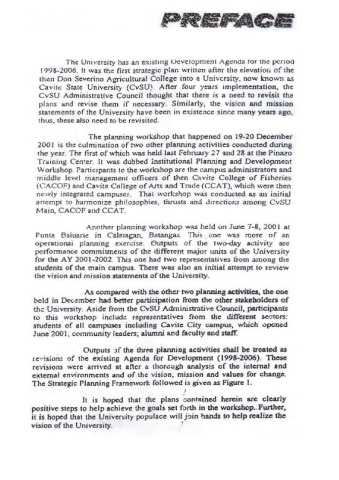 PREFACE
The University has an existing Development Agenda for the period
1998-2006. It was the first strategic plan written after the elevation of the
then Don Severino Agricultural College into a University, now known as
Cavite State University (CvSU). After four years implementation, the
CvSU Administrative Council thought that there is a need to revisit the
plans and revise them if necessary. Similarly, the vision and mission
statements of the University have been in existence since many years ago,
thus, these also need to be revisited.
The planning workshop that happened on 19-20 December
2001 is the culmination of two other planning activities conducted during
the year. The first of which was held last February 27 and 28 at the Pinazo
Training Center. It was dubbed Institutional Planning and Development
Workshop. Participants to the workshop are the campus administrators and
middle level management officers of then Cavite College of Fisheries
(CACOF) and Cavite College of Arts and Trade (CCAT), which were then
newly integrated campuses. That workshop was conducted as an initial
attempt to harmonize philosophies, thrusts and directions among CvSU
Main, CACOF and CCAT.
Another planning workshop was held on June 7-8, 2001 at
Punta Baluarte in Calatagan, Batangas. This one was more of an
operational planning exercise. Outputs of the two-day activity are
performance commitments of the different major units of the University
for the AY 2001-2002. This one had two representatives from among the
students of the main campus. There was also an initial attempt to review
the vision and mission statements of the University.
As compared with the other two planning activities, the one
held in December had better participation from the other stakeholders of
the University. Aside from the CvSU Administrative Council, participants
to this workshop include representatives from the different sectors:
students of all campuses including Cavite City campus, which opened
June 2001, community leaders; alumni and faculty and staff.
Outputs of the three planning activities shall be treated as
revisions of the existing Agenda for Development (1998-2006). These
revisions were arrived at after a thorough analysis of the internal and
external environments and of the vision, mission and values for change.
The Strategic Planning Framework followed is given as Figure 1.
It is hoped that the plans contained herein are clearly
positive steps to help achieve the goals set forth in the workshop. Further,
it is hoped that the University populace will join hands to help realize the
vision of the University.